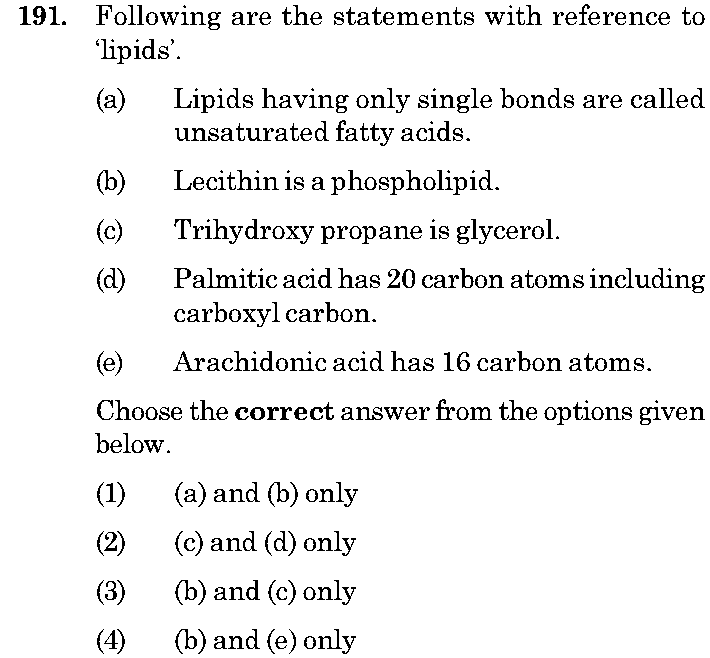 191. Following are the statements with reference to
‘lipids’.
(a) Lipids having only single bonds are called
unsaturated fatty acids.
(b) Lecithin is a phospholipid.
(c) Trihydroxy propane is glycerol.
(d) Palmitic acid has 20 carbon atoms including
carboxyl carbon.
(e) Arachidonic acid has 16 carbon atoms.
Choose the correct answer from the options given
below.
(1) (a) and (b) only
(2) (c) and (d) only
(3) (b) and (c) only
(4) (b) and (e) only